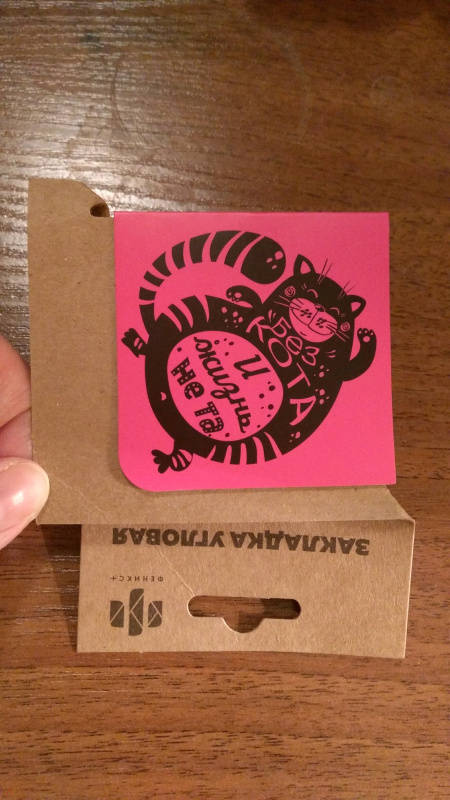 без
КОТА
И
жизнь
не та
ЗАКЛАДКА УГЛОВАЯ
ФЕНИКС+